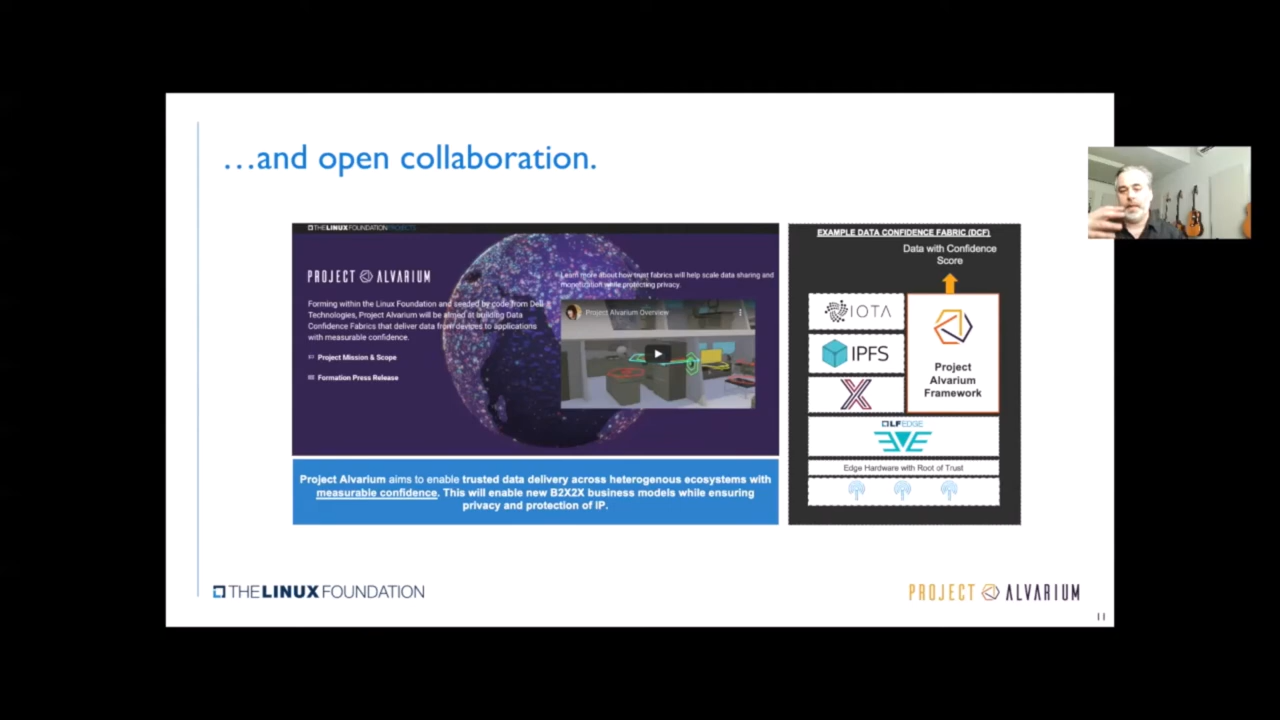 …and open collaboration.
THE LINUX FOUNDATION PROJECTS
PROJECT ALVARIUM
Forming within the Linux Foundation and seeded by code from Dell
Technologies, Project Alvarium will be aimed at building Data
Confidence Fabrics that deliver data from devices to applications
with measurable confidence.
Project Mission & Scope
Formation Press Release
Learn more about how trust fabrics will help scale data sharing and
monetization while protecting privacy.
Project Alvarium Overview
Project Alvarium aims to enable trusted data delivery across heterogenous ecosystems with
measurable confidence. This will enable new B2X2X business models while ensuring
privacy and protection of IP.
EXAMPLE DATA CONFIDENCE FABRIC (DCF)
Data with Confidence
Score
IOTA
IPFS
Project
Alvarium
Framework
LFEDGE
EVE
Edge Hardware with Root of Trust
THE LINUX FOUNDATION
PROJECT ALVARIUM
11